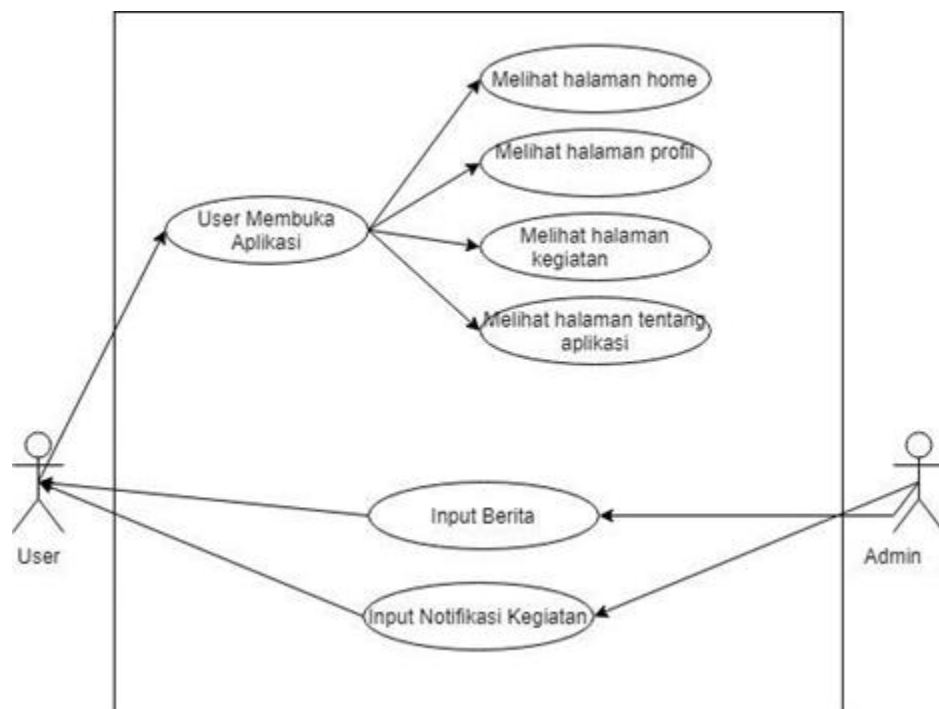 Melihat halaman home
Melihat halaman profil
User Membuka
Aplikasi
Melihat halaman
kegiatan
Melihat halaman tentang
aplikasi
User
Input Berita
Admin
Input Notifikasi Kegiatan